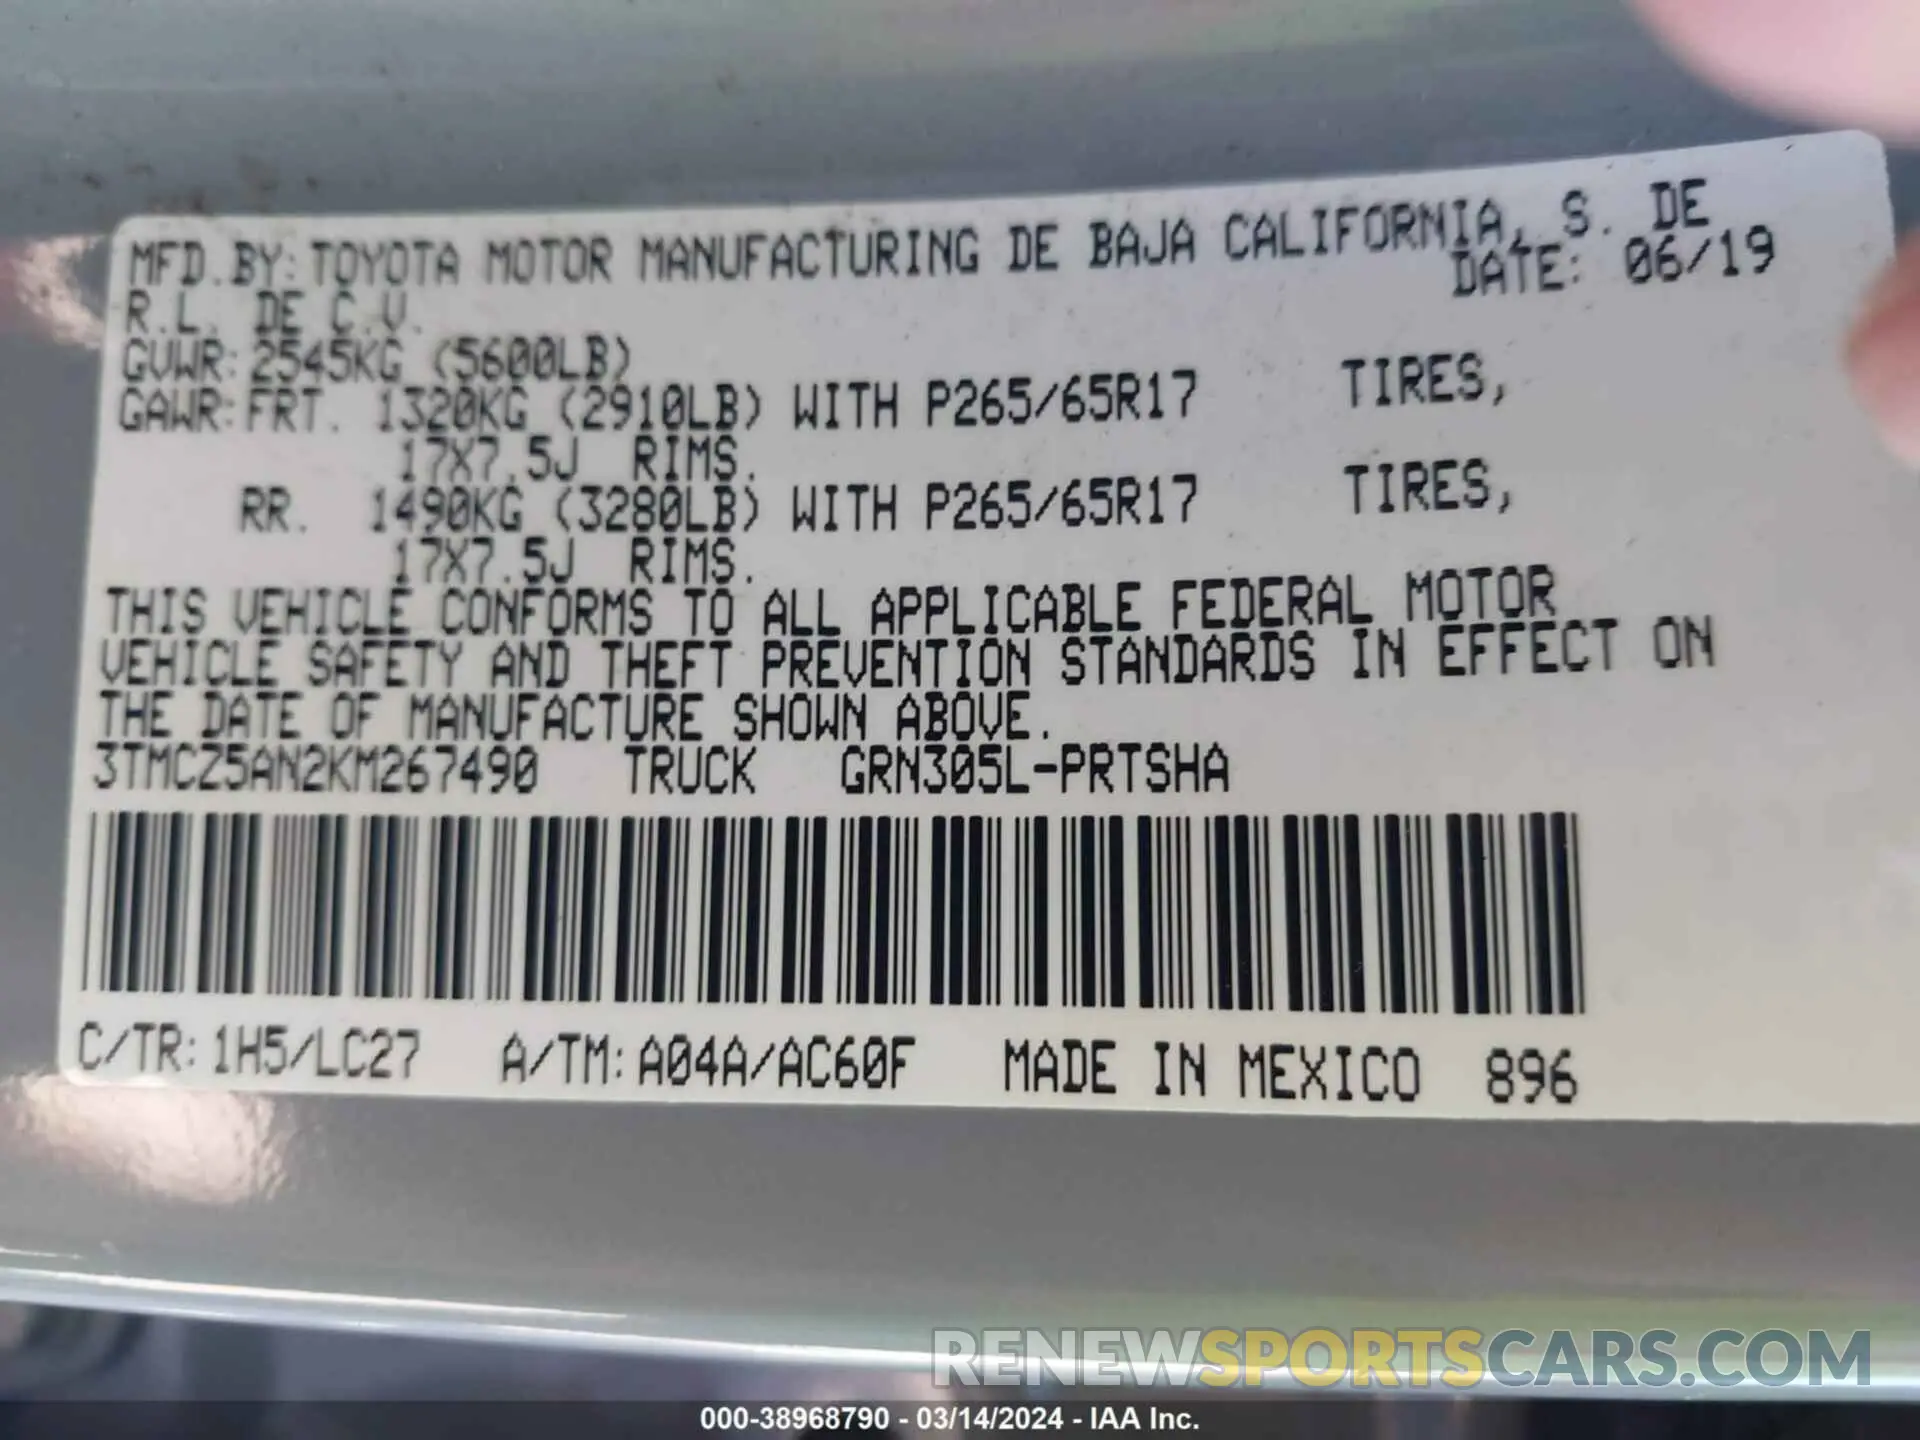 MFD.BY: TOYOTA MOTOR MANUFACTURING DE BAJA CALIFORNIA, S. DE
R.L. DE C.V. DATE: 06/19
GVWR: 2545KG (5600LB)
GAWR: FRT. 1320KG (2910LB) WITH P265/65R17 TIRES,
17X7.5J RIMS.
RR. 1490KG (3280LB) WITH P265/65R17 TIRES,
17X7.5J RIMS.
THIS VEHICLE CONFORMS TO ALL APPLICABLE FEDERAL MOTOR
VEHICLE SAFETY AND THEFT PREVENTION STANDARDS IN EFFECT ON
THE DATE OF MANUFACTURE SHOWN ABOVE.
3TMCZ5AN2KM267490 TRUCK GRN305L-PRTSHA
C/TR: 1H5/LC27 A/TM: A04A/AC60F MADE IN MEXICO 896
RENEWSPORTSCARS.COM
000-38968790 - 03/14/2024 - IAA Inc.